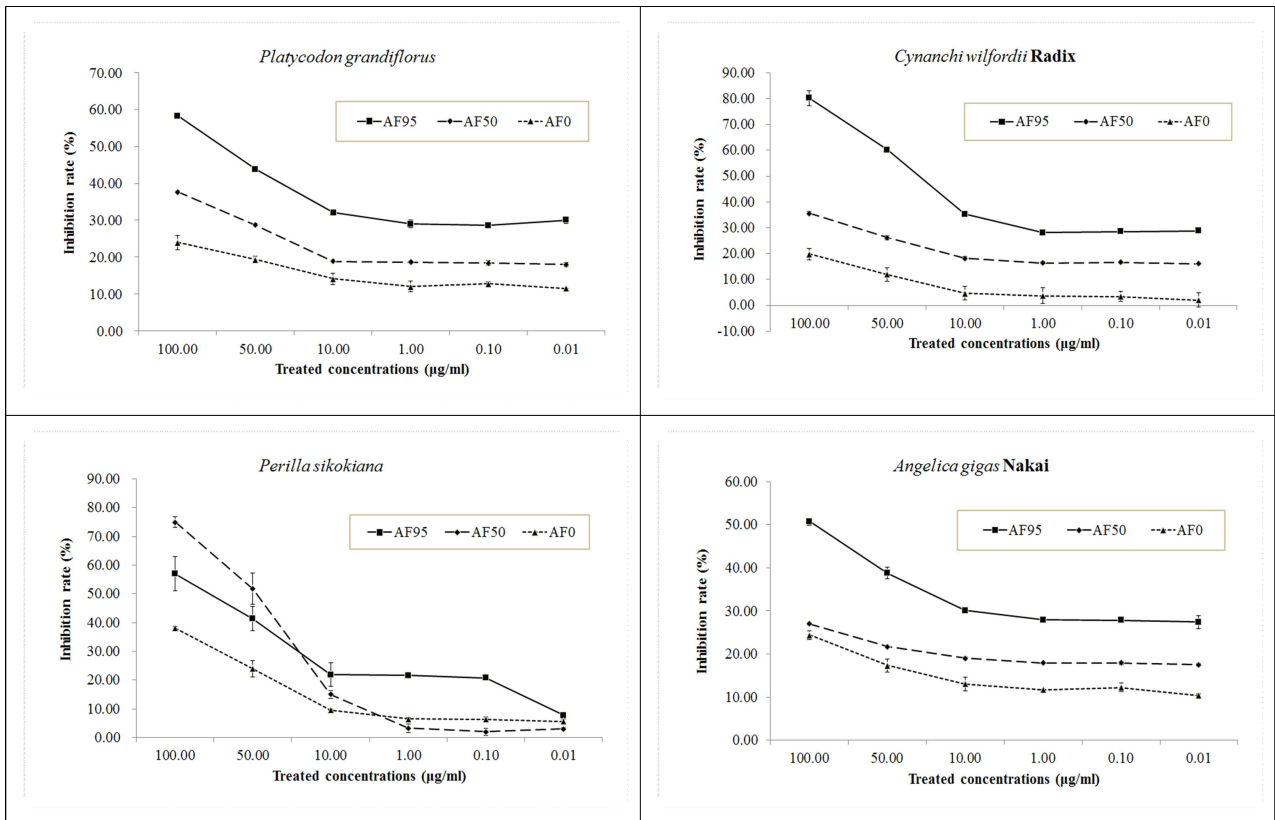 Platycodon grandiflorus
70.00
60.00
50.00
40.00
30.00
20.00
10.00
0.00
Inhibition rate (%)
AF95 AF50 AF0
100.00 50.00 10.00 1.00 0.10 0.01
Treated concentrations (µg/ml)
Cynanchi wilfordii Radix
90.00
80.00
70.00
60.00
50.00
40.00
30.00
20.00
10.00
0.00
-10.00
Inhibition rate (%)
AF95 AF50 AF0
100.00 50.00 10.00 1.00 0.10 0.01
Treated concentrations (µg/ml)
Perilla sikokiana
90.00
80.00
70.00
60.00
50.00
40.00
30.00
20.00
10.00
0.00
Inhibition rate (%)
AF95 AF50 AF0
100.00 50.00 10.00 1.00 0.10 0.01
Treated concentrations (µg/ml)
Angelica gigas Nakai
60.00
50.00
40.00
30.00
20.00
10.00
0.00
Inhibition rate (%)
AF95 AF50 AF0
100.00 50.00 10.00 1.00 0.10 0.01
Treated concentrations (µg/ml)